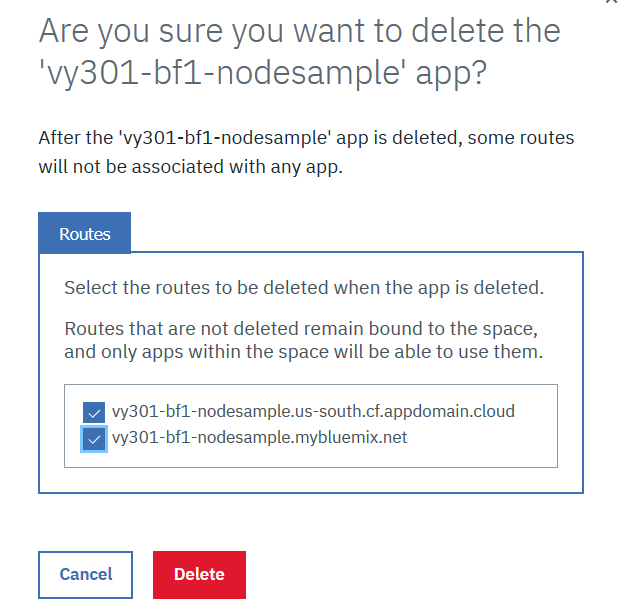 Are you sure you want to delete the
'vy301-bf1-nodesample' app?
After the 'vy301-bf1-nodesample' app is deleted, some routes
will not be associated with any app.
Routes
Select the routes to be deleted when the app is deleted.
Routes that are not deleted remain bound to the space,
and only apps within the space will be able to use them.
vy301-bf1-nodesample.us-south.cf.appdomain.cloud
vy301-bf1-nodesample.mybluemix.net
Cancel Delete